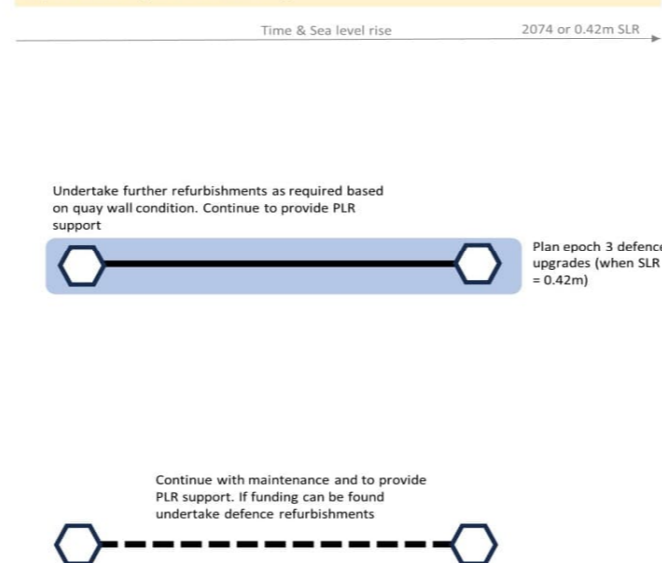 Time & Sea level rise
2074 or 0.42m SLR
Undertake further refurbishments as required based
on quay wall condition. Continue to provide PLR
support
Plan epoch 3 defence
upgrades (when SLR
= 0.42m)
Continue with maintenance and to provide
PLR support. If funding can be found
undertake defence refurbishments